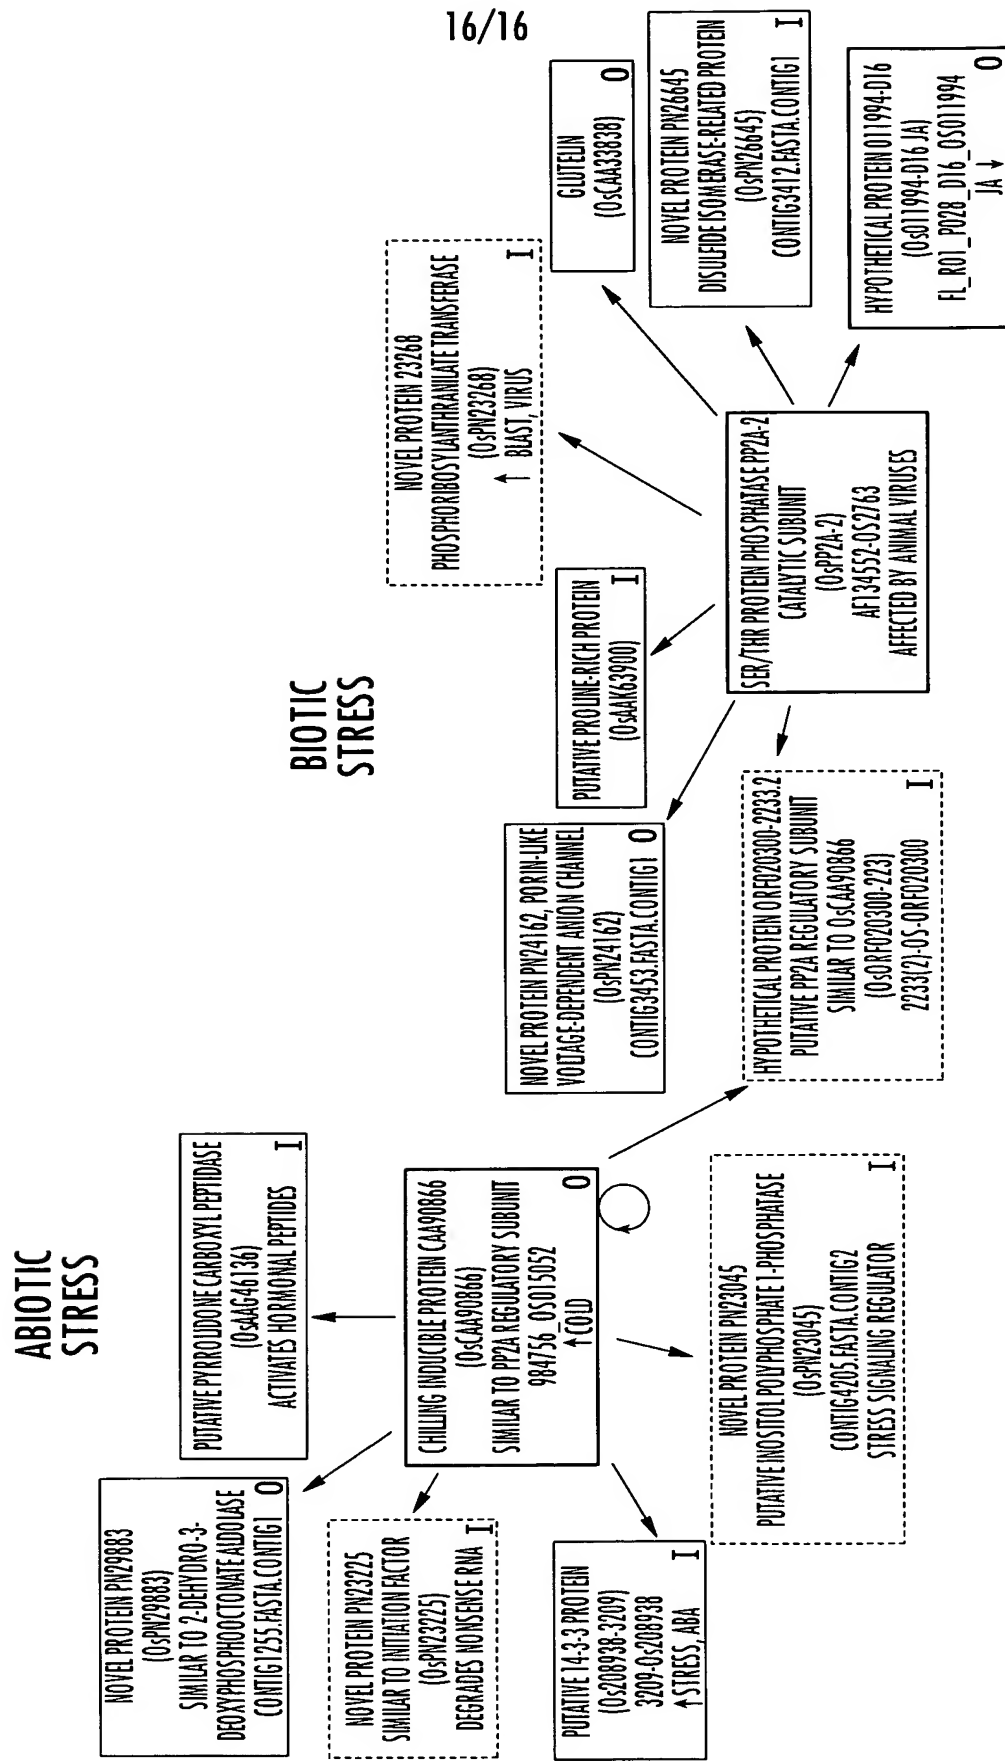 16/16
ABIOTIC
STRESS
BIOTIC
STRESS
NOVEL PROTEIN PN29883
(OsPN29883)
SIMILAR TO 2-DEHYDRO-3-
DEOXYPHOSPHOOCTONATE ALDOLASE
CONTIG1255.FASTA.CONTIG1 O
PUTATIVE PYRROLIDONE CARBOXYL PEPTIDASE
(OsAAG46136)
ACTIVATES HORMONAL PEPTIDES
I
NOVEL PROTEIN PN23225
SIMILAR TO INITIATION FACTOR
(OsPN23225)
DEGRADES NONSENSE RNA I
CHILLING INDUCIBLE PROTEIN CAA90866
(OsCAA90866)
SIMILAR TO PP2A REGULATORY SUBUNIT
984756_OS015052
↑COLD O
PUTATIVE 14-3-3 PROTEIN
(Os208938-3209)
3209-Os208938
↑STRESS, ABA I
NOVEL PROTEIN PN23045
PUTATIVE INOSITOL POLYPHOSPHATE 1-PHOSPHATASE
(OsPN23045)
CONTIG4205.FASTA.CONTIG2
STRESS SIGNALING REGULATOR
I
NOVEL PROTEIN PN24162, PORIN-LIKE
VOLTAGE-DEPENDENT ANION CHANNEL
(OsPN24162)
CONTIG3453.FASTA.CONTIG1 O
PUTATIVE PROLINE-RICH PROTEIN
(OsAAK63900)
I
NOVEL PROTEIN 23268
PHOSPHORIBOSYLANTHRANILATE TRANSFERASE
(OsPN23268)
↑ BLAST, VIRUS
I
GLUTELIN
(OsCAA33838)
O
NOVEL PROTEIN PN26645
DISULFIDE ISOMERASE-RELATED PROTEIN
(OsPN26645)
CONTIG3412.FASTA.CONTIG1
I
HYPOTHETICAL PROTEIN 011994-D16
(Os011994-D16 JA)
FL_R01_P028_D16_OS011994
JA ↓ O
SER/THR PROTEIN PHOSPHATASE PP2A-2
CATALYTIC SUBUNIT
(OsPP2A-2)
AF134552-OS2763
AFFECTED BY ANIMAL VIRUSES
HYPOTHETICAL PROTEIN ORF020300-2233.2
PUTATIVE PP2A REGULATORY SUBUNIT
SIMILAR TO OsCAA90866
(OsORF020300-223)
2233(2)-OS-ORF020300
I